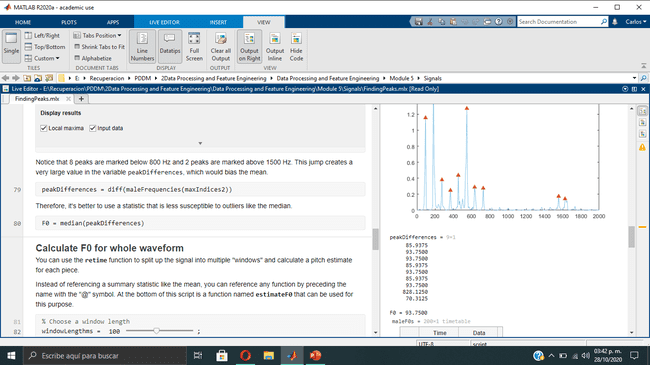 MATLAB R2020a - academic use
HOME PLOTS APPS LIVE EDITOR INSERT VIEW
Search Documentation
Carlos
Single
Left/Right
Top/Bottom
Custom
Tabs Position
Shrink Tabs to Fit
Alphabetize
Line Numbers
Datatips
Full Screen
Clear all Output
Output on Right
Output Inline
Hide Code
TILES DOCUMENT TABS DISPLAY OUTPUT VIEW
E: Recuperacion PDDM 2Data Processing and Feature Engineering Data Processing and Feature Engineering Module 5 Signals
Live Editor - E:\Recuperacion\PDDM\2Data Processing and Feature Engineering\Data Processing and Feature Engineering\Module 5\Signals\FindingPeaks.mlx [Read Only]
FindingPeaks.mlx
Display results
Local maxima Input data
Notice that 8 peaks are marked below 800 Hz and 2 peaks are marked above 1500 Hz. This jump creates a
very large value in the variable peakDifferences, which would bias the mean.
79 peakDifferences = diff(maleFrequencies(maxIndices2))
Therefore, it's better to use a statistic that is less susceptible to outliers like the median.
80 F0 = median(peakDifferences)
Calculate F0 for whole waveform
You can use the retime function to split up the signal into multiple "windows" and calculate a pitch estimate
for each piece.
Instead of referencing a summary statistic like the mean, you can reference any function by preceding the
name with the "@" symbol. At the bottom of this script is a function named estimateF0 that can be used for
this purpose.
81 % Choose a window length
82 windowLengthms = 100 ;
1.2
1
0.8
0.6
0.4
0.2
0
0 200 400 600 800 1000 1200 1400 1600 1800 2000
peakDifferences = 9×1
85.9375
93.7500
93.7500
85.9375
93.7500
93.7500
85.9375
828.1250
70.3125
F0 = 93.7500
maleF0s = 200×1 timetable
Time Data
UTF-8 script
Escribe aquí para buscar
03:42 p. m.
28/10/2020